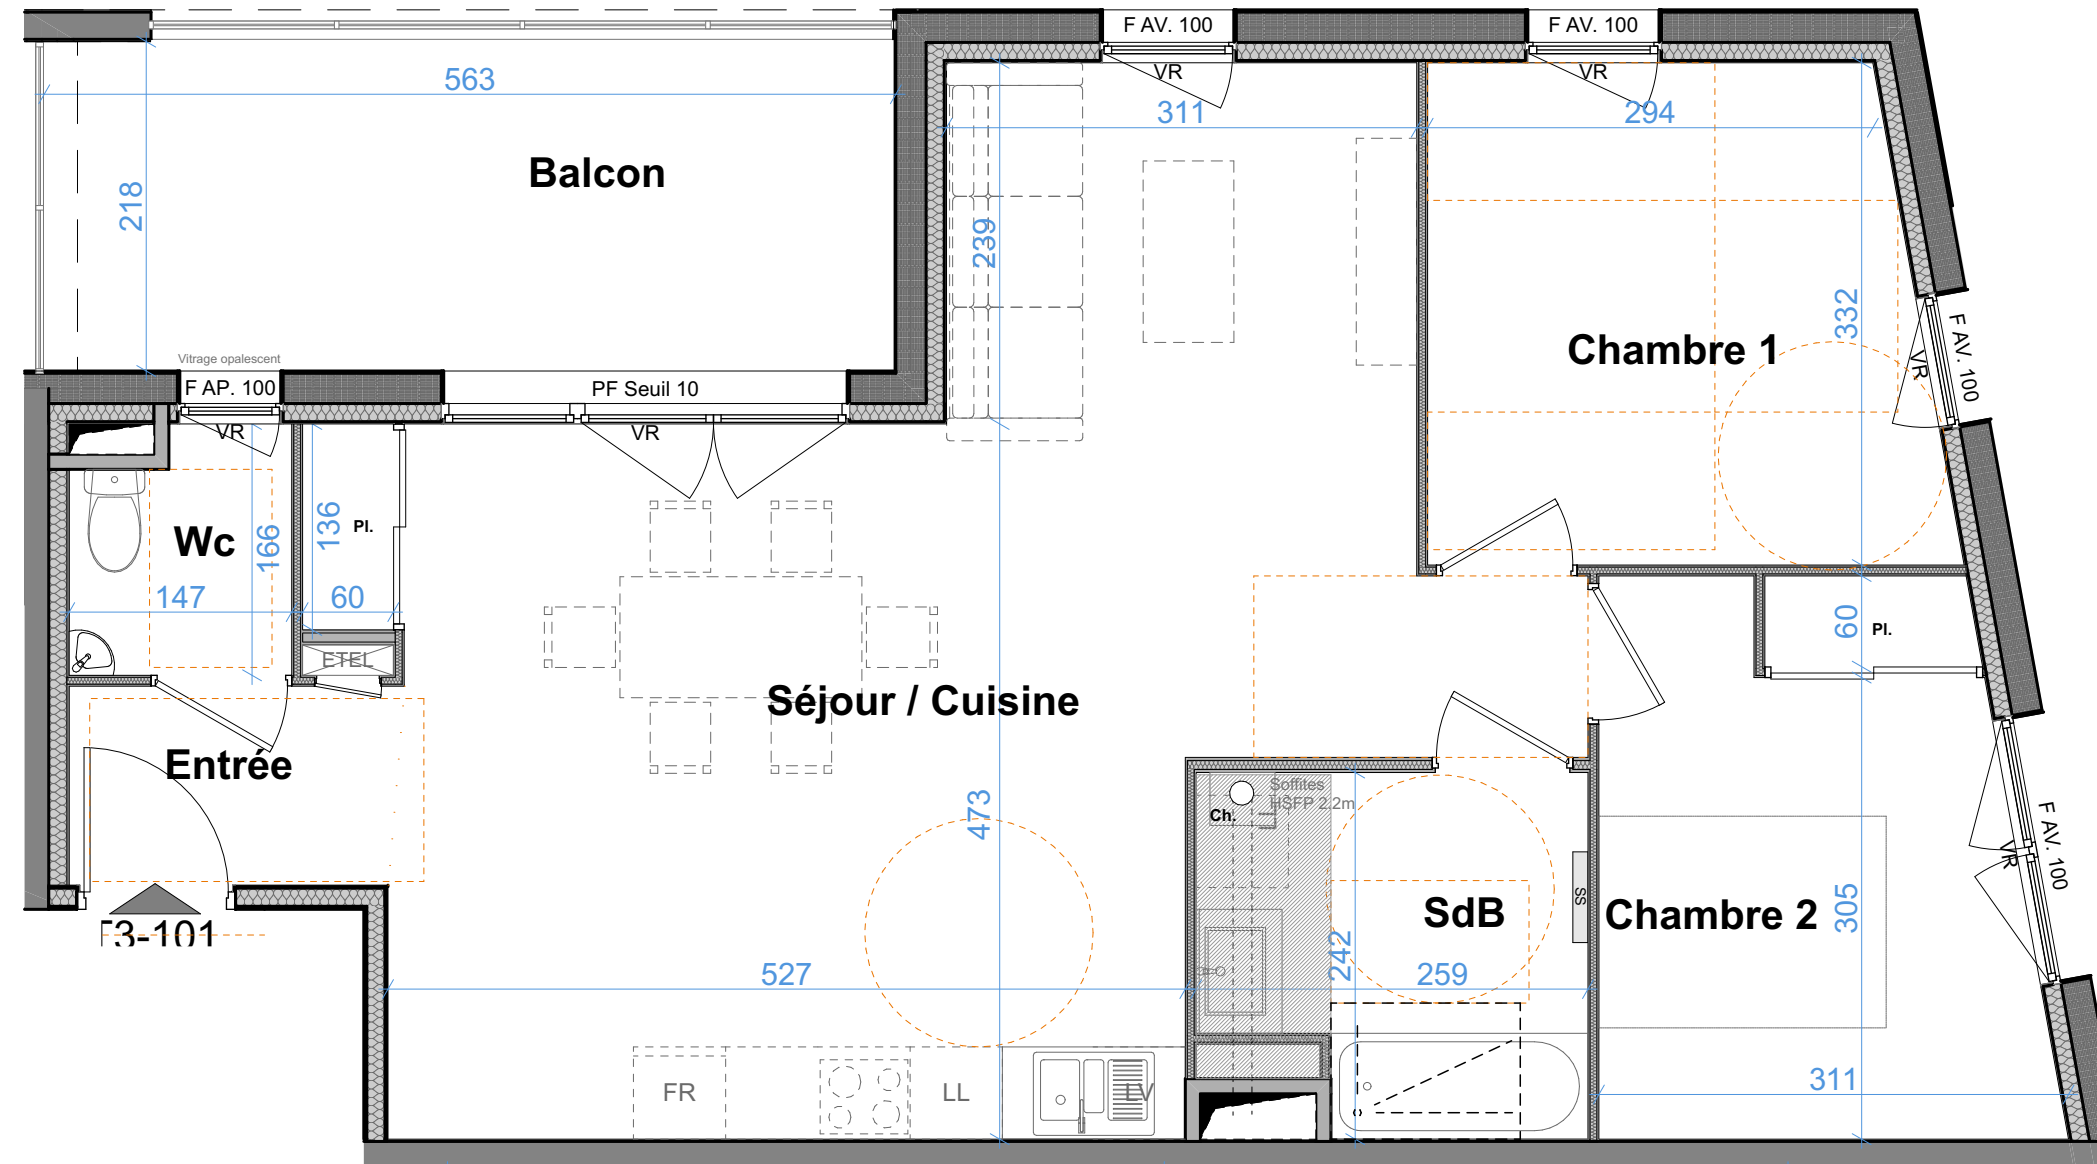 F AV. 100
F AV. 100
VR
VR
563
311
294
Balcon
218
239
332
Chambre 1
F AV. 100
VR
Vitrage opalescent
F AP. 100
PF Seuil 10
VR
VR
136
Pl.
Wc
166
147
60
60
Pl.
ETEL
Séjour / Cuisine
Entrée
473
Soffites
HSFP 2.2m
Ch.
F AV. 100
VR
SS
SdB
Chambre 2
305
T3-101
242
527
259
311
FR
LL
LV